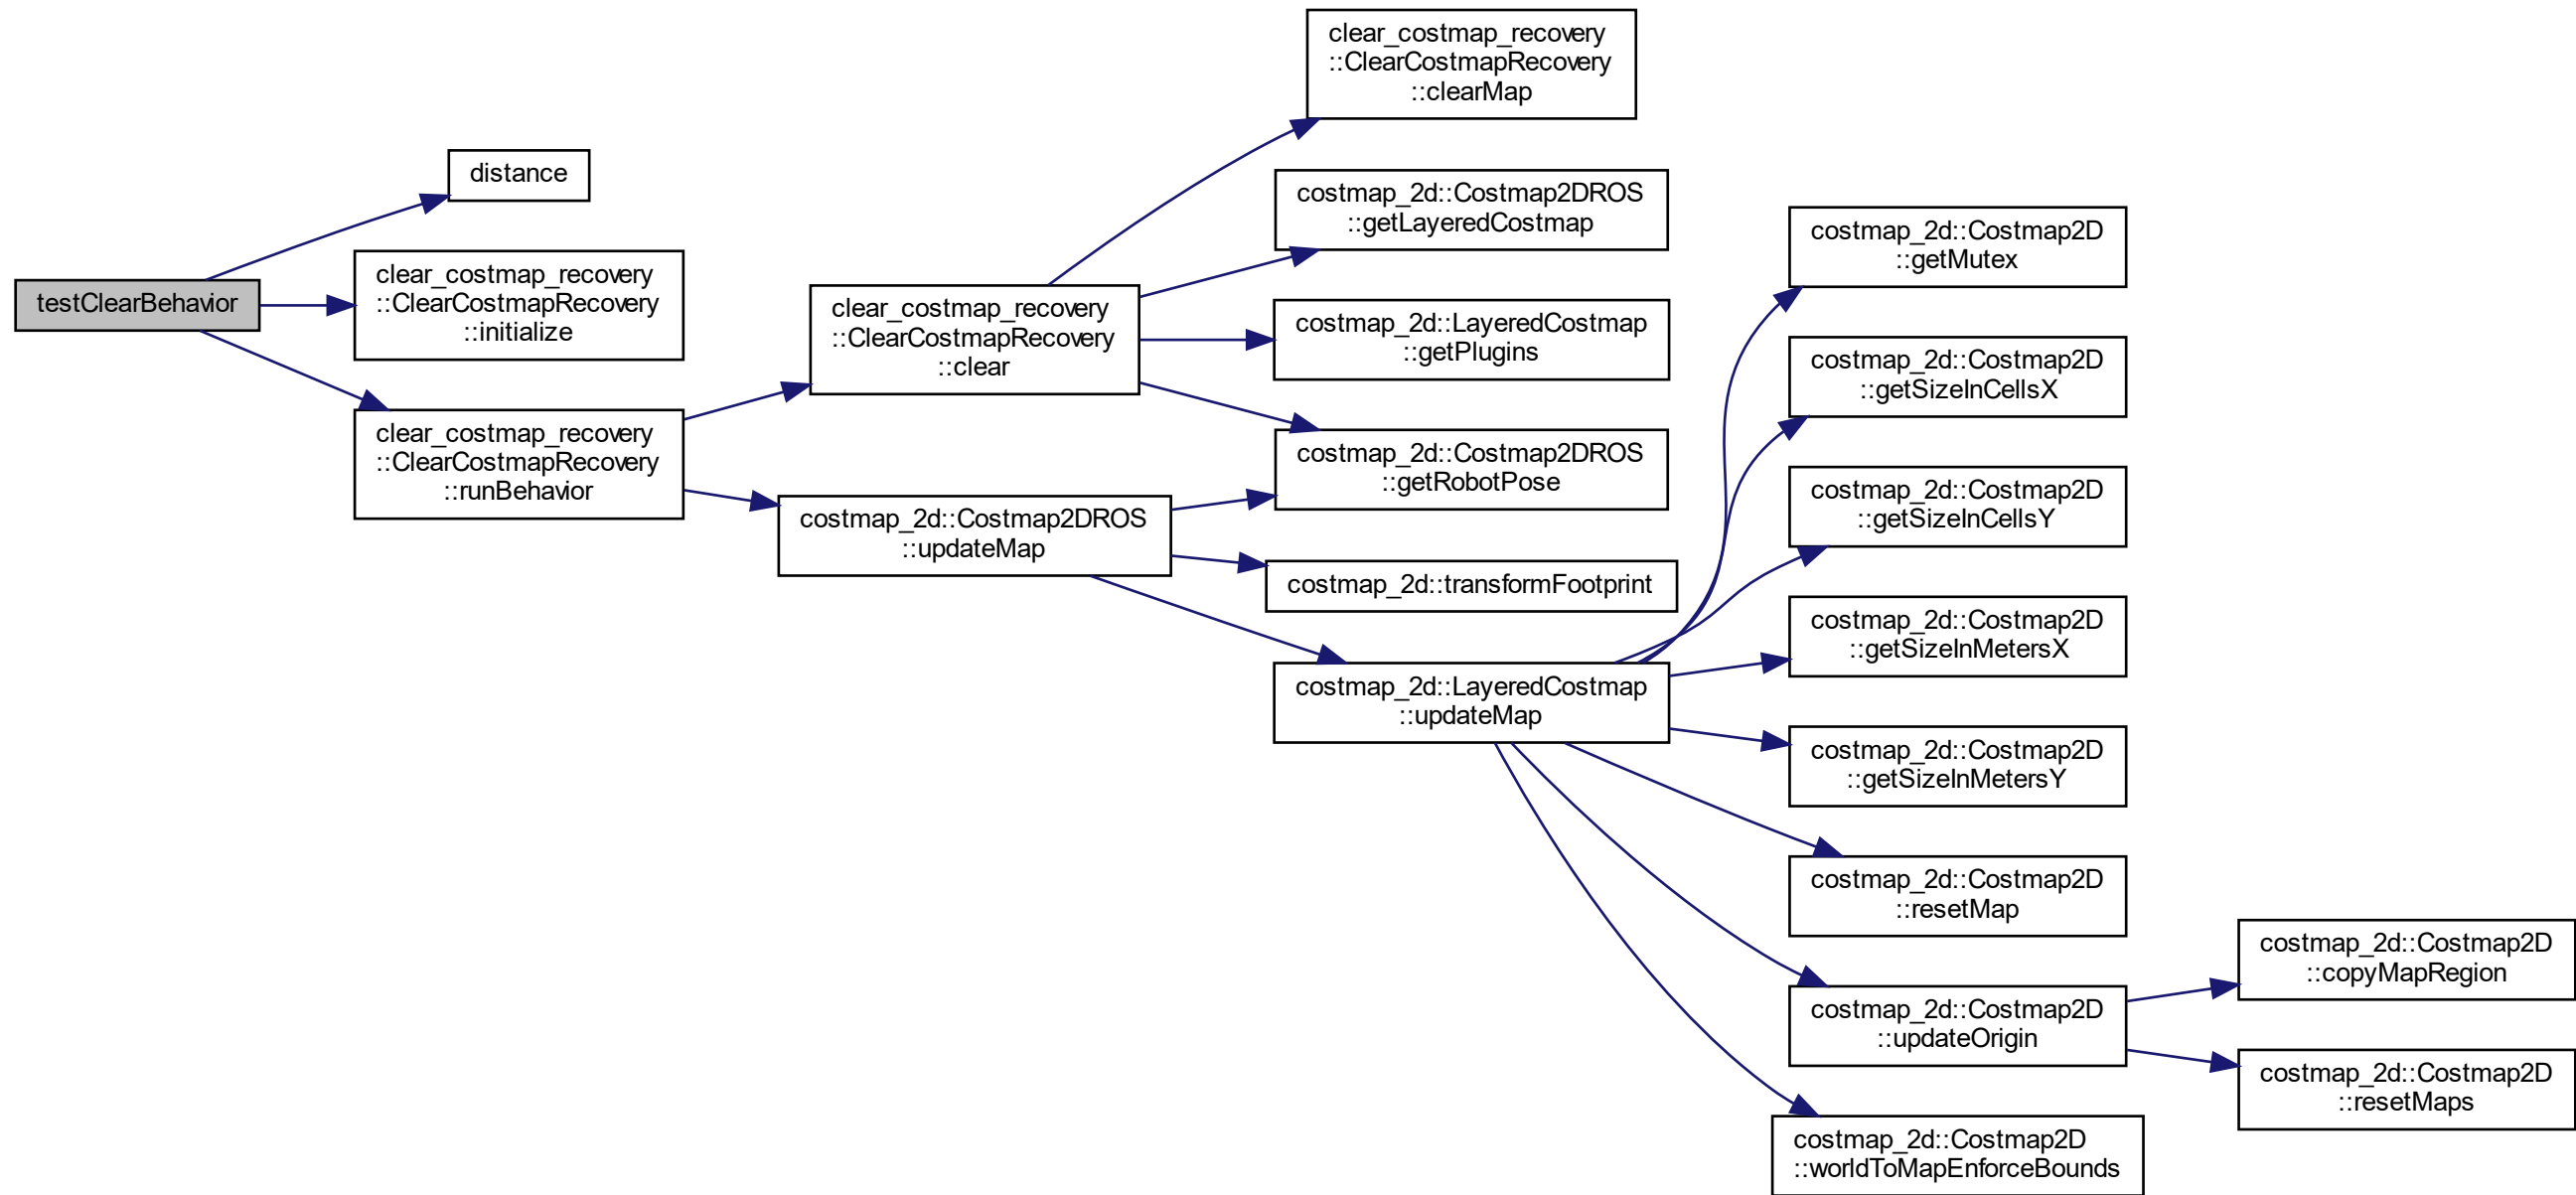 testClearBehavior
distance
clear_costmap_recovery
::ClearCostmapRecovery
::initialize
clear_costmap_recovery
::ClearCostmapRecovery
::runBehavior
clear_costmap_recovery
::ClearCostmapRecovery
::clear
costmap_2d::Costmap2DROS
::updateMap
clear_costmap_recovery
::ClearCostmapRecovery
::clearMap
costmap_2d::Costmap2DROS
::getLayeredCostmap
costmap_2d::LayeredCostmap
::getPlugins
costmap_2d::Costmap2DROS
::getRobotPose
costmap_2d::transformFootprint
costmap_2d::LayeredCostmap
::updateMap
costmap_2d::Costmap2D
::getMutex
costmap_2d::Costmap2D
::getSizeInCellsX
costmap_2d::Costmap2D
::getSizeInCellsY
costmap_2d::Costmap2D
::getSizeInMetersX
costmap_2d::Costmap2D
::getSizeInMetersY
costmap_2d::Costmap2D
::resetMap
costmap_2d::Costmap2D
::updateOrigin
costmap_2d::Costmap2D
::worldToMapEnforceBounds
costmap_2d::Costmap2D
::copyMapRegion
costmap_2d::Costmap2D
::resetMaps